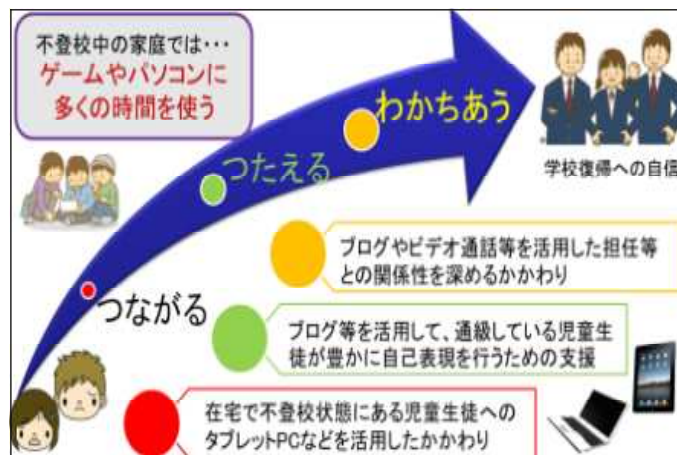 不登校中の家庭では・・・
ゲームやパソコンに
多くの時間を使う
わかちあう
つたえる
学校復帰への自信
つながる
ブログやビデオ通話等を活用した担任等
との関係性を深めるかかわり
ブログ等を活用して、通級している児童生
徒が豊かに自己表現を行うための支援
在宅で不登校状態にある児童生徒への
タブレットPCなどを活用したかかわり